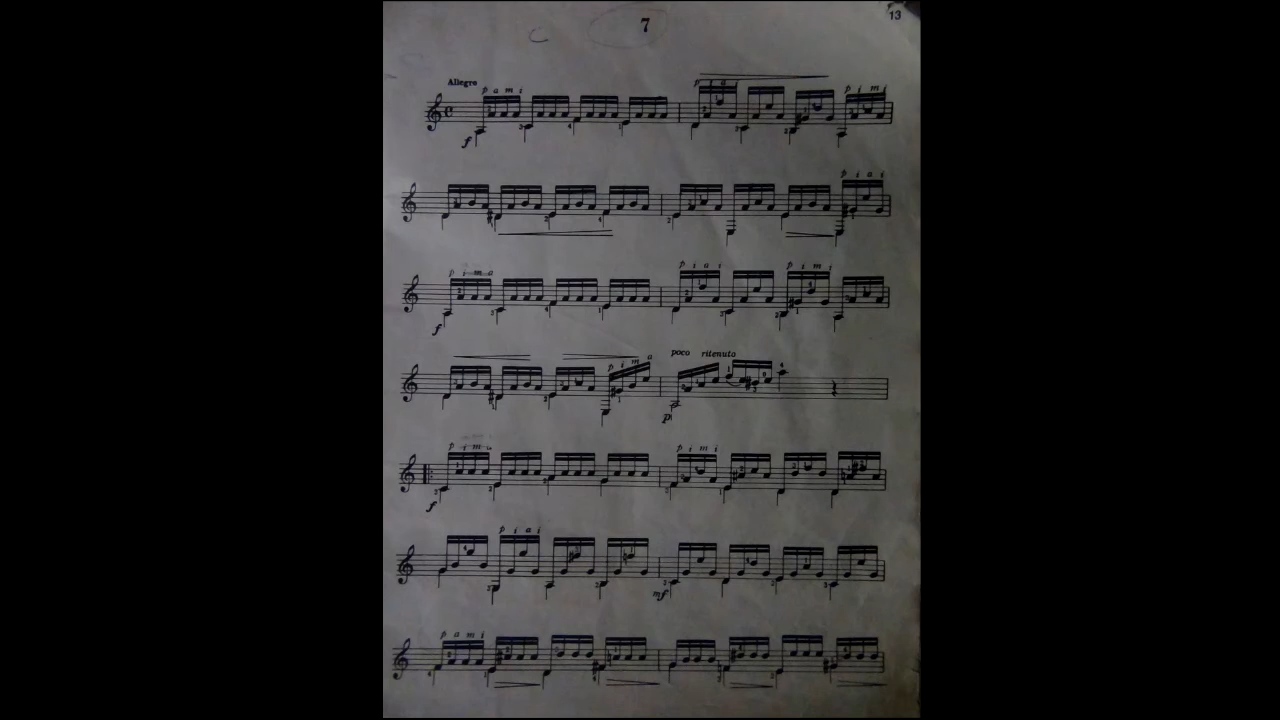 13
7
Allegro
p a m i
p i a i
p i m i
f
p i a i
p i m a
p i a i
p i m i
f
p i m a
poco ritenuto
p i m a
p i m i
f
p i a i
mf
p a m i